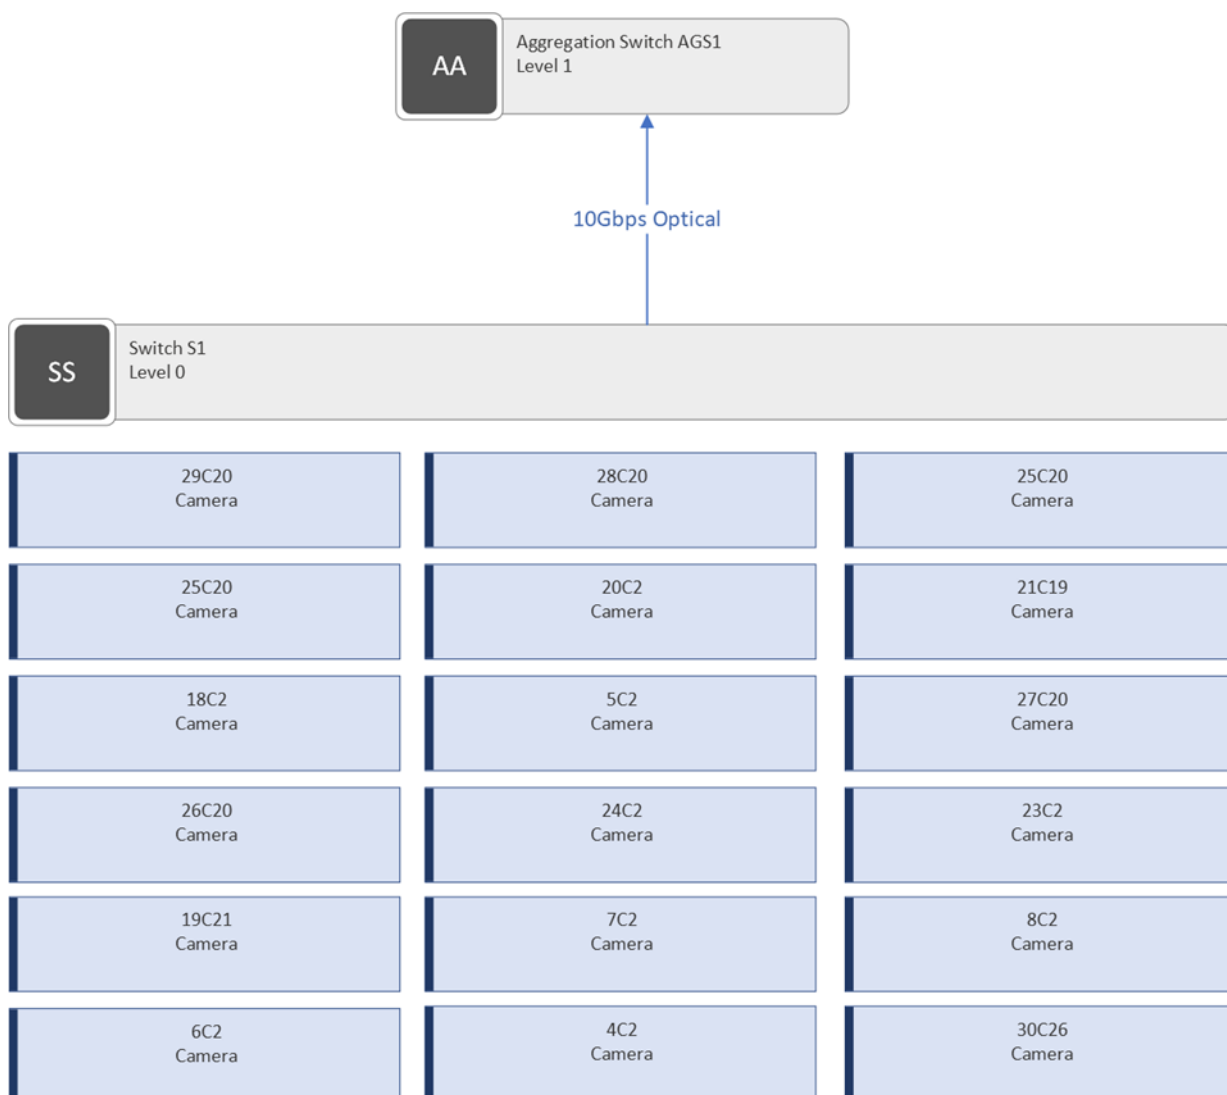 AA
Aggregation Switch AGS1
Level 1
10Gbps Optical
SS
Switch S1
Level 0
29C20
Camera
28C20
Camera
25C20
Camera
25C20
Camera
20C2
Camera
21C19
Camera
18C2
Camera
5C2
Camera
27C20
Camera
26C20
Camera
24C2
Camera
23C2
Camera
19C21
Camera
7C2
Camera
8C2
Camera
6C2
Camera
4C2
Camera
30C26
Camera